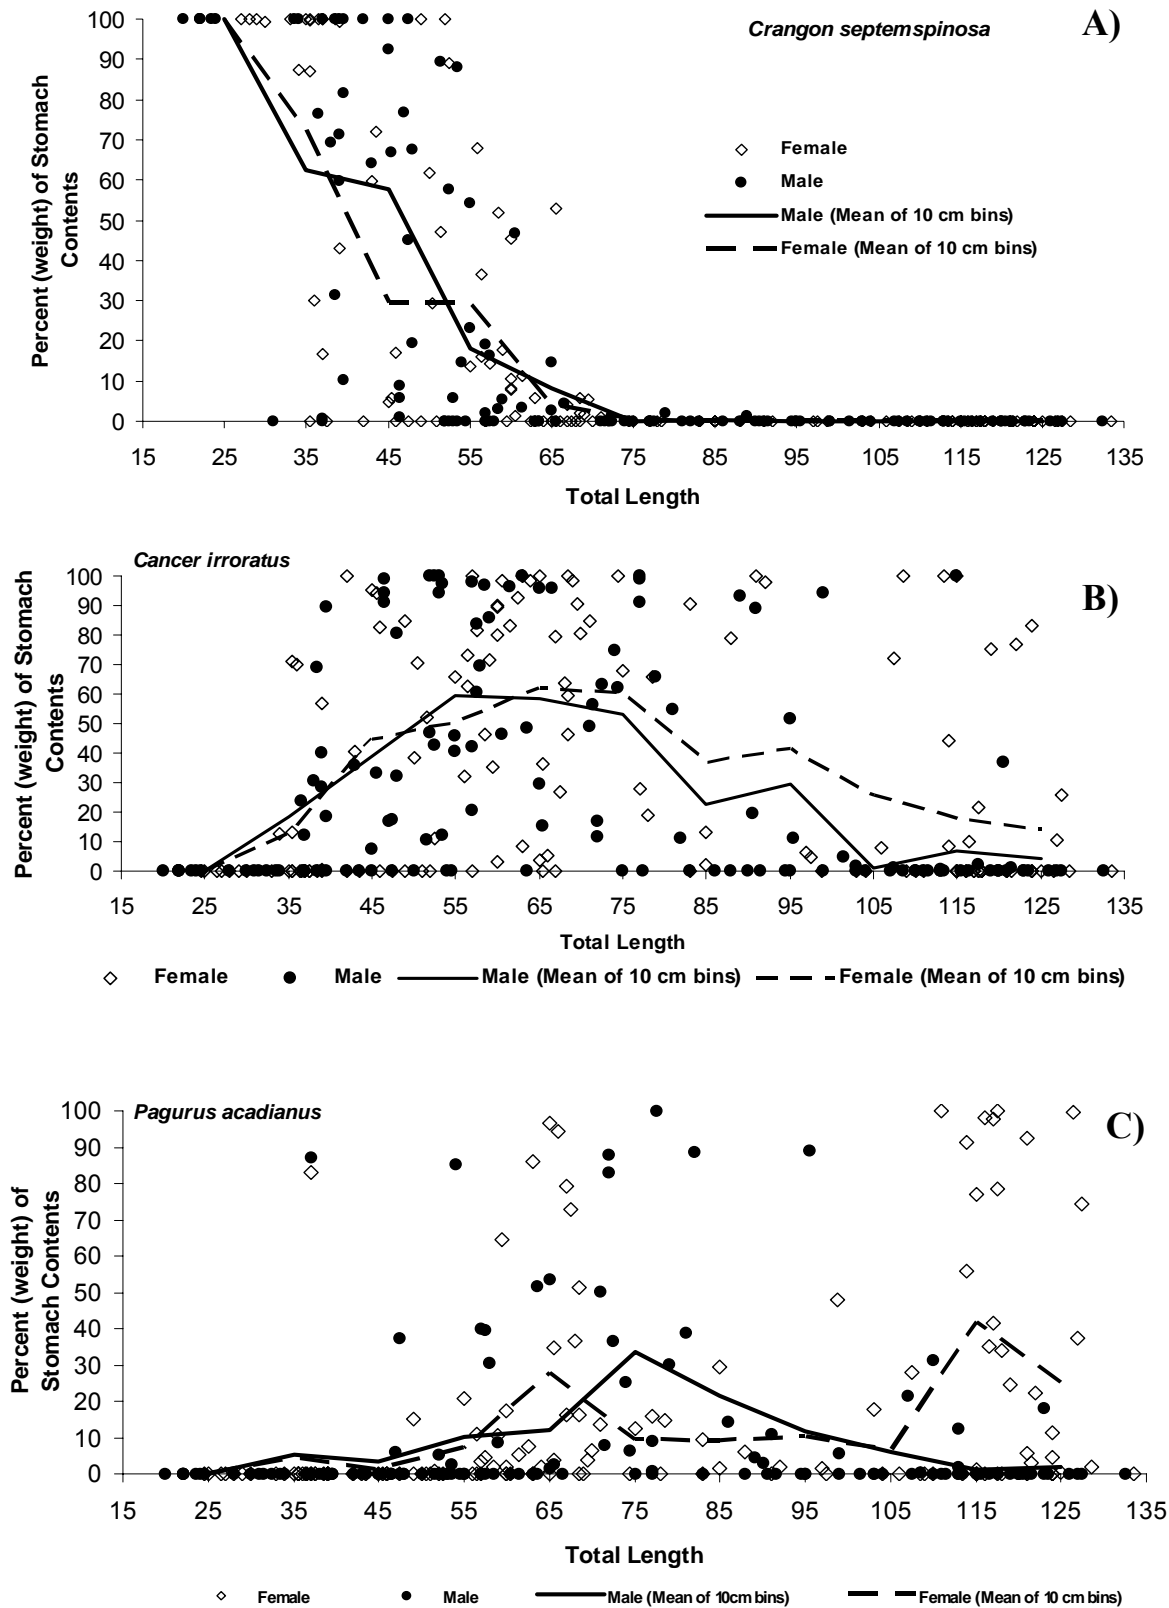 Crangon septemspinosa
A)
Percent (weight) of Stomach
Contents
100
90
80
70
60
50
40
30
20
10
0
Female
Male
Male (Mean of 10 cm bins)
Female (Mean of 10 cm bins)
15 25 35 45 55 65 75 85 95 105 115 125 135
Total Length
Cancer irroratus
B)
Percent (weight) of Stomach
Contents
100
90
80
70
60
50
40
30
20
10
0
15 25 35 45 55 65 75 85 95 105 115 125 135
Total Length
Female Male Male (Mean of 10 cm bins) Female (Mean of 10 cm bins)
Pagurus acadianus
C)
Percent (weight) of
Stomach Contents
100
90
80
70
60
50
40
30
20
10
0
15 25 35 45 55 65 75 85 95 105 115 125 135
Total Length
Female Male Male (Mean of 10cm bins) Female (Mean of 10 cm bins)